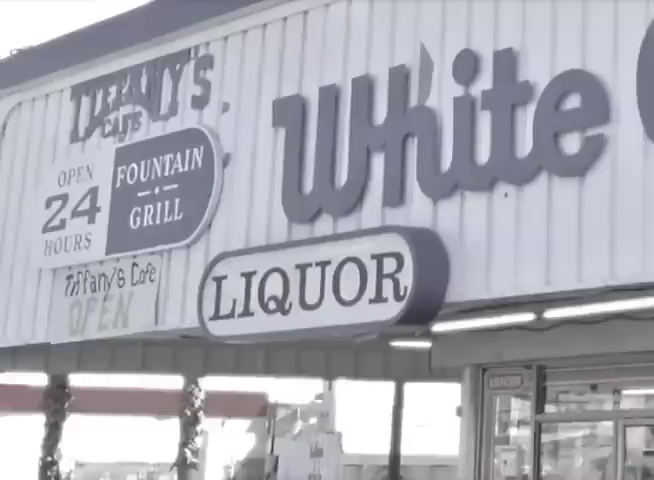 TIFFANY'S
CAFE
White
OPEN
24
HOURS
FOUNTAIN
GRILL
Tiffany's Cafe
OPEN
LIQUOR